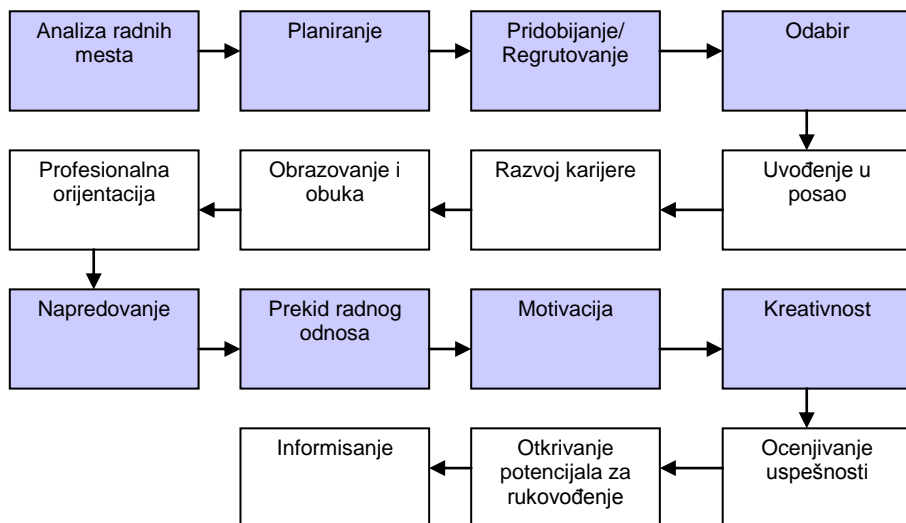 Analiza radnih
mesta
Planiranje
Pridobijanje/
Regrutovanje
Odabir
Profesionalna
orijentacija
Obrazovanje i
obuka
Razvoj karijere
Uvođenje u
posao
Napredovanje
Prekid radnog
odnosa
Motivacija
Kreativnost
Informisanje
Otkrivanje
potencijala za
rukovođenje
Ocenjivanje
uspešnosti